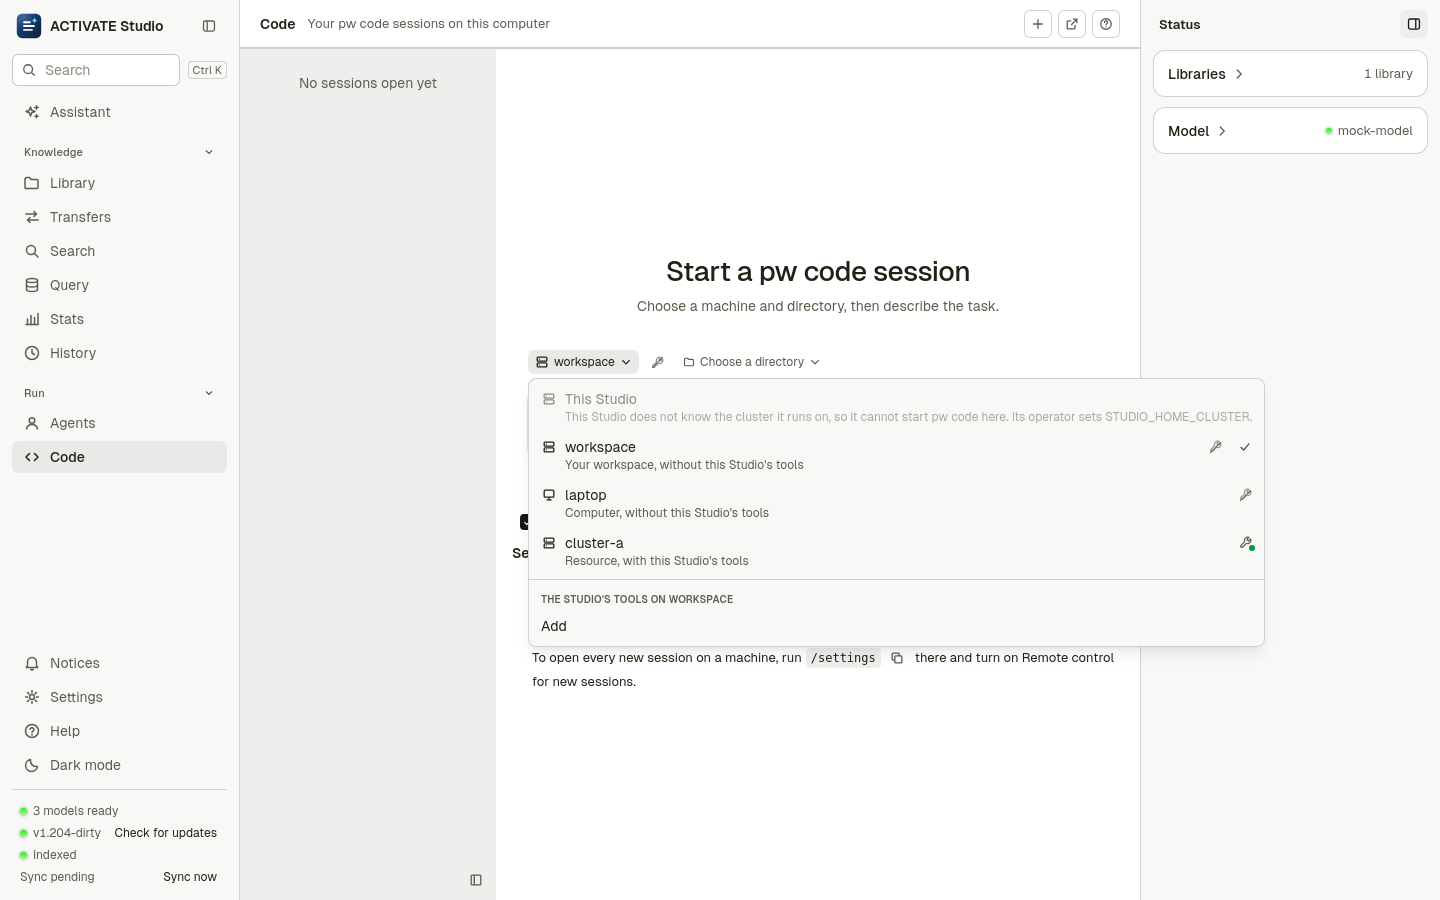 ACTIVATE Studio
Search
Ctrl K
Assistant
Knowledge
Library
Transfers
Search
Query
Stats
History
Run
Agents
Code
Notices
Settings
Help
Dark mode
3 models ready
v1.204-dirty Check for updates
Indexed
Sync pending Sync now
Code Your pw code sessions on this computer
No sessions open yet
Start a pw code session
Choose a machine and directory, then describe the task.
workspace
Choose a directory
This Studio
This Studio does not know the cluster it runs on, so it cannot start pw code here. Its operator sets STUDIO_HOME_CLUSTER.
workspace
Your workspace, without this Studio's tools
laptop
Computer, without this Studio's tools
cluster-a
Resource, with this Studio's tools
THE STUDIO'S TOOLS ON WORKSPACE
Add
Se
To open every new session on a machine, run /settings there and turn on Remote control
for new sessions.
Status
Libraries 1 library
Model mock-model